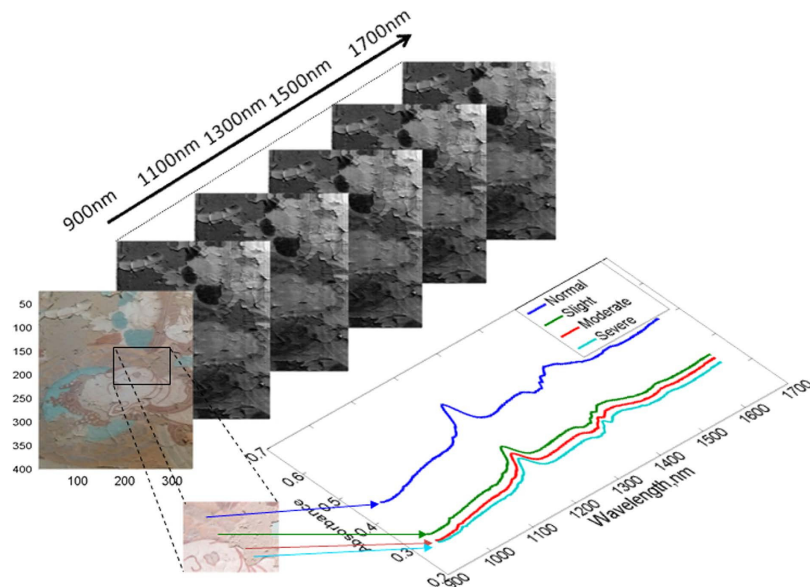 900nm
1100nm
1300nm
1500nm
1700nm
50
100
150
200
250
300
350
400
100
200
300
Normal
Slight
Moderate
Severe
0.7
0.6
0.5
0.4
0.3
0.2
Absorbance
900
1000
1100
1200
1300
1400
1500
1600
1700
Wavelength,nm